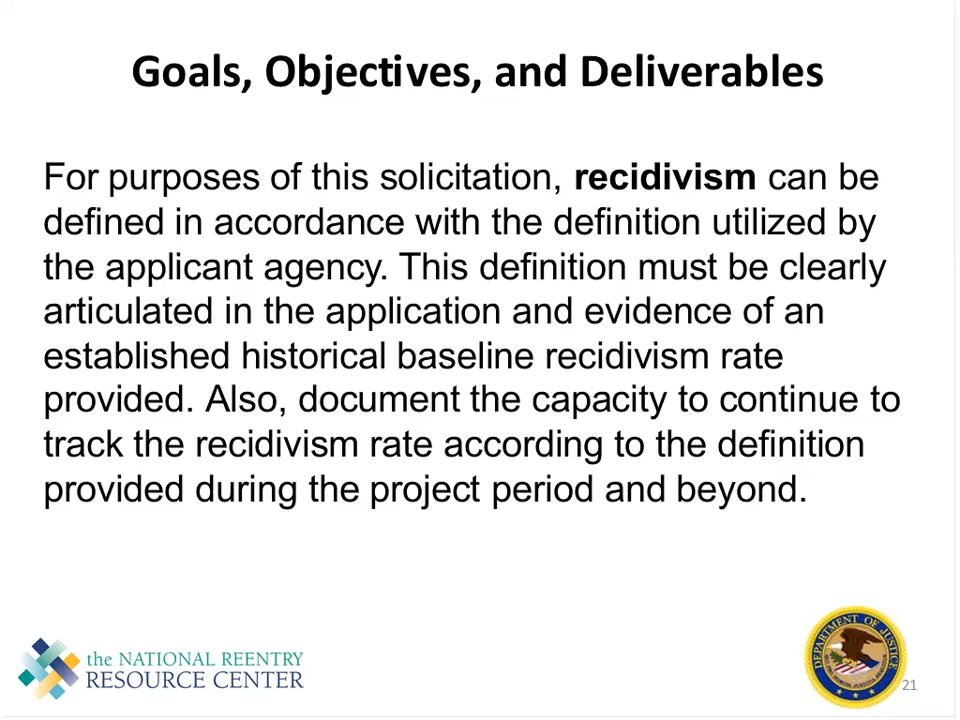 Goals, Objectives, and Deliverables
For purposes of this solicitation, recidivism can be
defined in accordance with the definition utilized by
the applicant agency. This definition must be clearly
articulated in the application and evidence of an
established historical baseline recidivism rate
provided. Also, document the capacity to continue to
track the recidivism rate according to the definition
provided during the project period and beyond.
the NATIONAL REENTRY
RESOURCE CENTER
DEPARTMENT OF JUSTICE
21